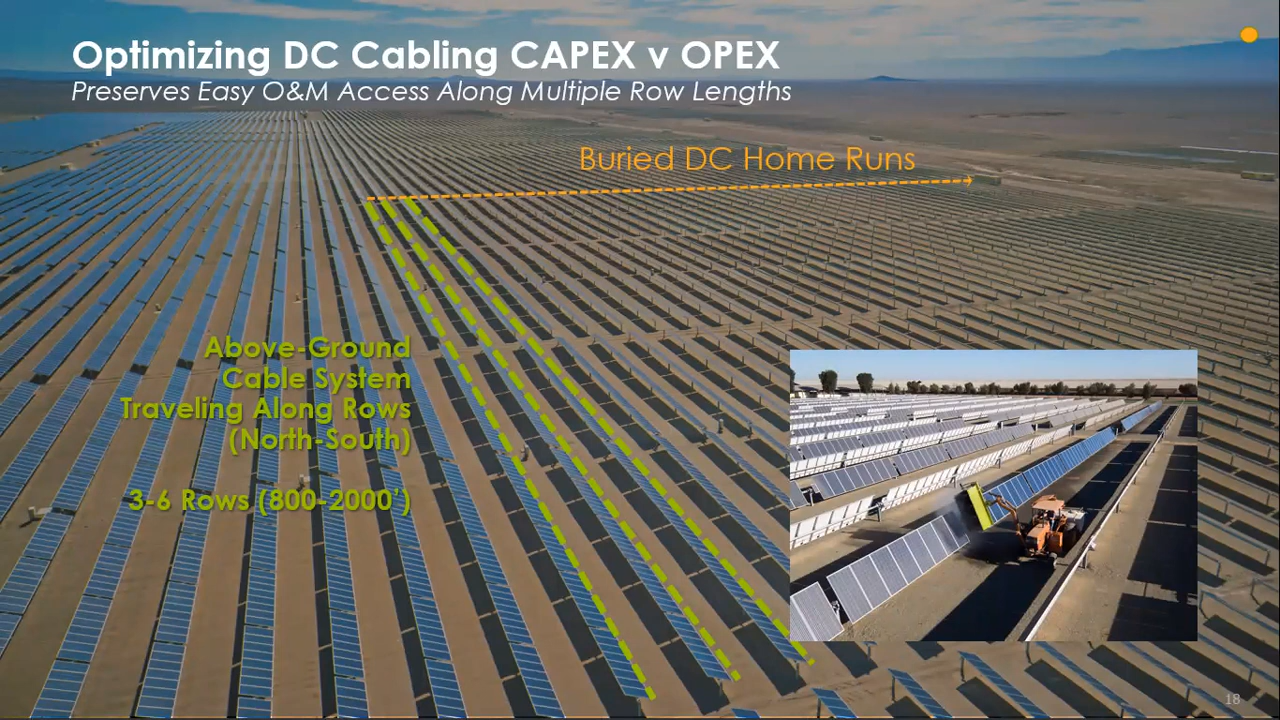 Optimizing DC Cabling CAPEX v OPEX
Preserves Easy O&M Access Along Multiple Row Lengths
Buried DC Home Runs
Above-Ground
Cable System
Traveling Along Rows
(North-South)
3-6 Rows (800-2000’)
18